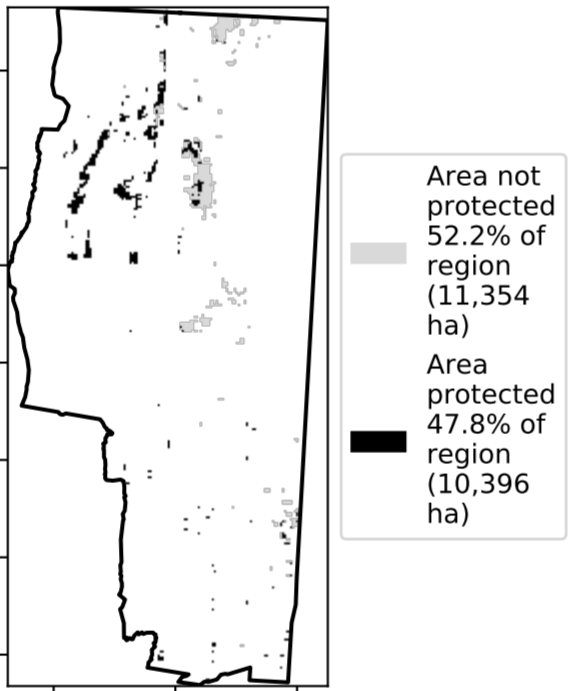 Area not
protected
52.2% of
region
(11,354
ha)
Area
protected
47.8% of
region
(10,396
ha)